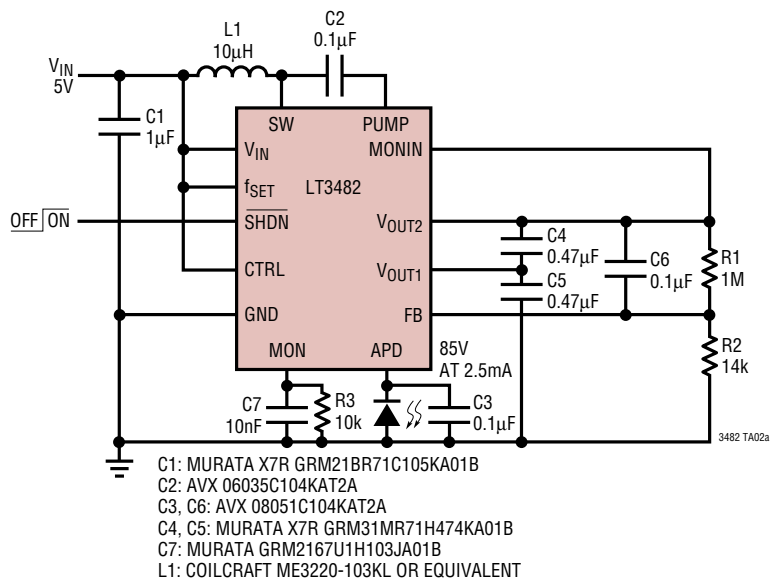 L1
10µH
C2
0.1µF
VIN
5V
C1
1µF
SW
PUMP
VIN
MONIN
fSET
LT3482
OFF ON
SHDN
VOUT2
C4
0.47µF
C6
0.1µF
R1
1M
CTRL
VOUT1
C5
0.47µF
GND
FB
MON
APD
85V
AT 2.5mA
R2
14k
C7
10nF
R3
10k
C3
0.1µF
3482 TA02a
C1: MURATA X7R GRM21BR71C105KA01B
C2: AVX 06035C104KAT2A
C3, C6: AVX 08051C104KAT2A
C4, C5: MURATA X7R GRM31MR71H474KA01B
C7: MURATA GRM2167U1H103JA01B
L1: COILCRAFT ME3220-103KL OR EQUIVALENT